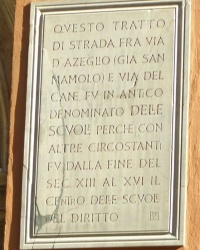 QVESTO TRATTO
DI STRADA FRA VIA
D'AZEGLIO (GIA SAN
MAMOLO) E VIA DEL
CANE FV IN ANTICO
DENOMINATO DELLE
SCVOLE PERCHE CON
ALTRE CIRCOSTANTI
FV DALLA FINE DEL
SEC. XIII AL XVI IL
CENTRO DELLE SCVOLE
DEL DIRITTO